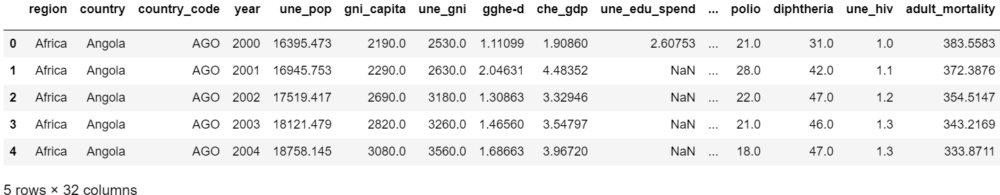 region country country_code year une_pop gni_capita une_gni gghe-d che_gdp une_edu_spend ... polio diphtheria une_hiv adult_mortality
0 Africa Angola AGO 2000 16395.473 2190.0 2530.0 1.11099 1.90860 2.60753 ... 21.0 31.0 1.0 383.5583
1 Africa Angola AGO 2001 16945.753 2290.0 2630.0 2.04631 4.48352 NaN ... 28.0 42.0 1.1 372.3876
2 Africa Angola AGO 2002 17519.417 2690.0 3180.0 1.30863 3.32946 NaN ... 22.0 47.0 1.2 354.5147
3 Africa Angola AGO 2003 18121.479 2820.0 3260.0 1.46560 3.54797 NaN ... 21.0 46.0 1.3 343.2169
4 Africa Angola AGO 2004 18758.145 3080.0 3560.0 1.68663 3.96720 NaN ... 18.0 47.0 1.3 333.8711
5 rows × 32 columns